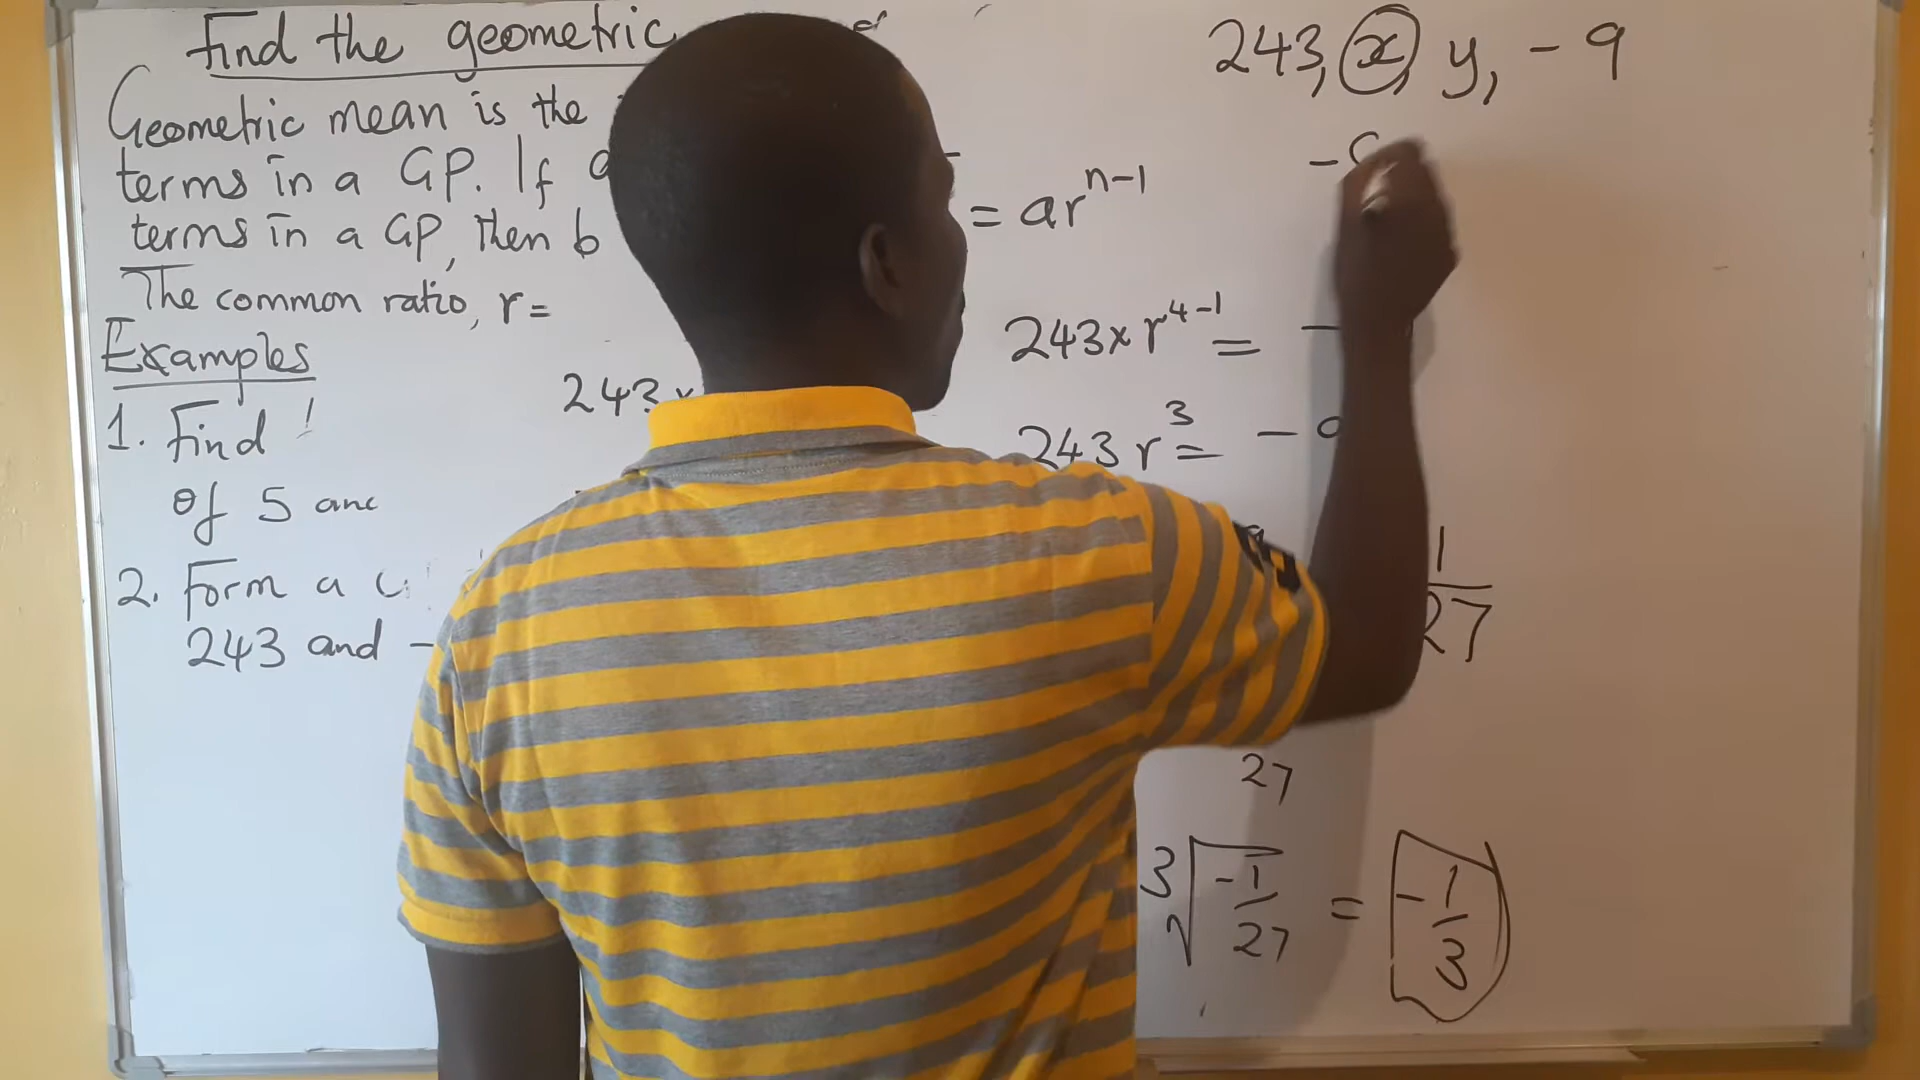 Find the geometric
Geometric mean is the
terms in a GP. If
terms in a GP, then b
The common ratio, r =
Examples
1. Find
of 5 and
2. Form a
243 and -
243, x, y, - 9
= ar^{n-1}
243 x r^{4-1} = -
243 r^3 = - 9
1/27
27
3√-1/27 = -1/3
243 x